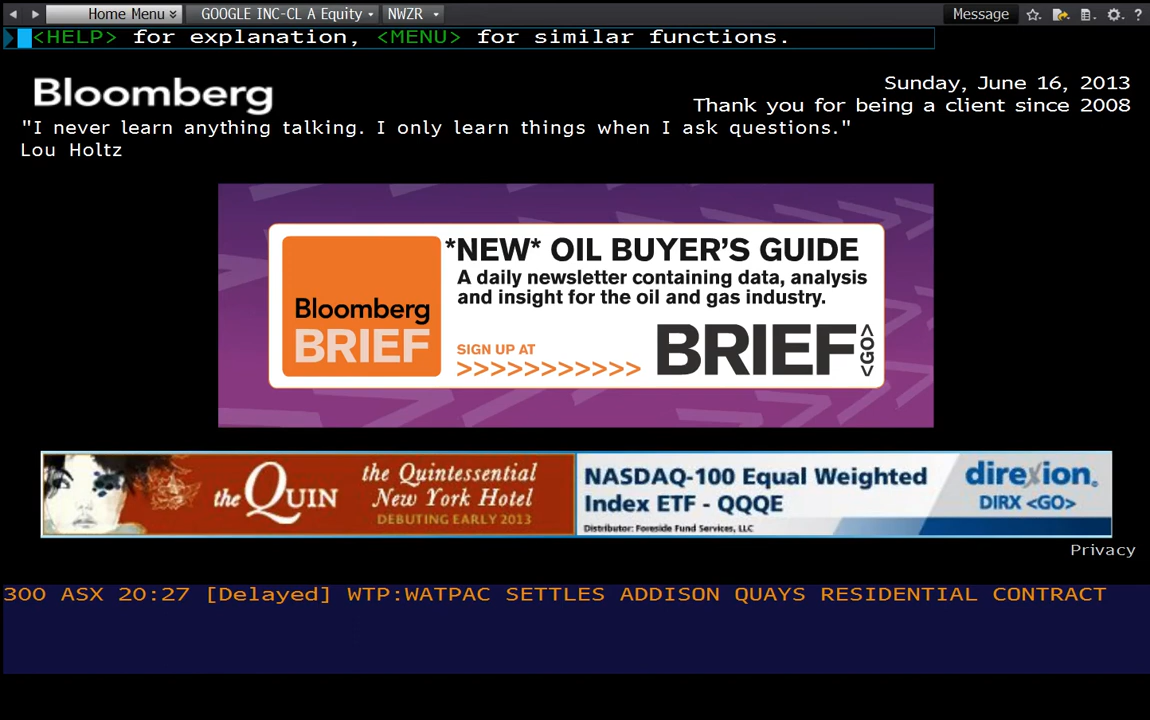 Home Menu GOOGLE INC-CL A Equity NWZR Message ?
<HELP> for explanation, <MENU> for similar functions.
Bloomberg
Sunday, June 16, 2013
Thank you for being a client since 2008
"I never learn anything talking. I only learn things when I ask questions."
Lou Holtz
*NEW* OIL BUYER'S GUIDE
A daily newsletter containing data, analysis
and insight for the oil and gas industry.
Bloomberg
BRIEF
SIGN UP AT
>>>>>>>>>>>
BRIEF <GO>
the QUIN
the Quintessential
New York Hotel
DEBUTING EARLY 2013
NASDAQ-100 Equal Weighted
Index ETF - QQQE
Distributor: Foreside Fund Services, LLC
direxion.
DIRX <GO>
Privacy
300 ASX 20:27 [Delayed] WTP:WATPAC SETTLES ADDISON QUAYS RESIDENTIAL CONTRACT